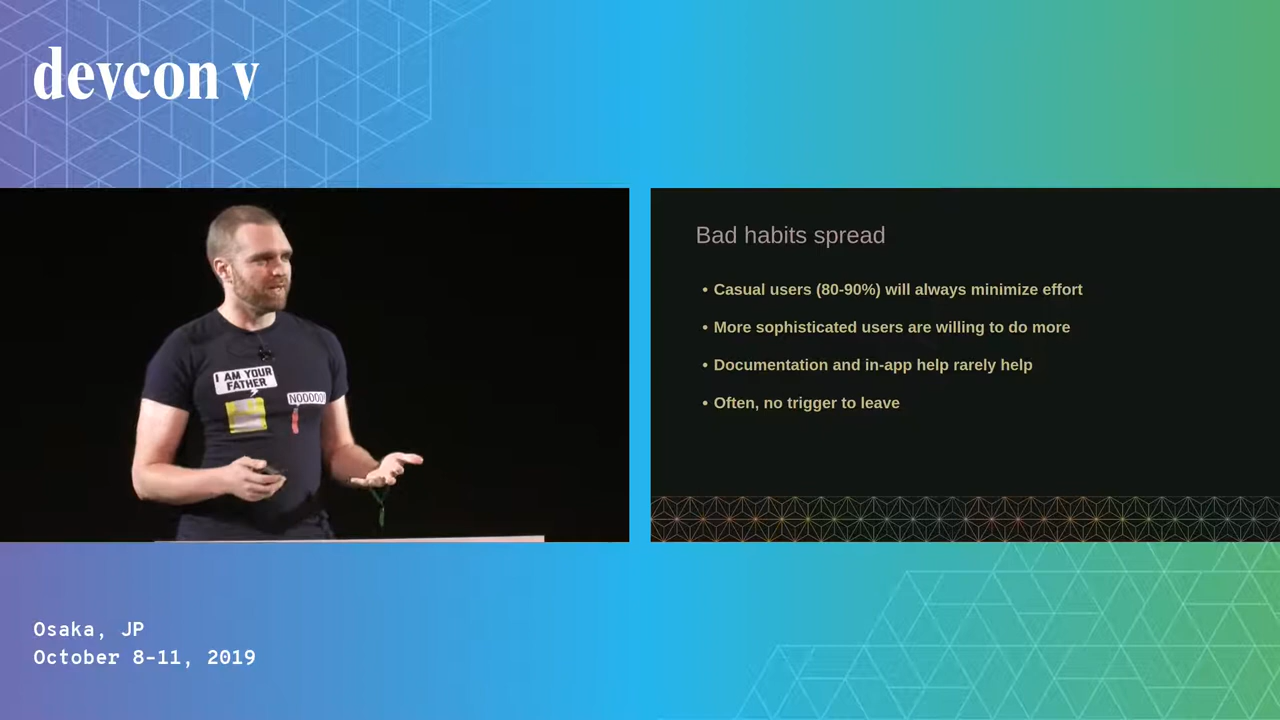 devcon v
I AM YOUR
FATHER
Bad habits spread
• Casual users (80-90%) will always minimize effort
• More sophisticated users are willing to do more
• Documentation and in-app help rarely help
• Often, no trigger to leave
Osaka, JP
October 8-11, 2019